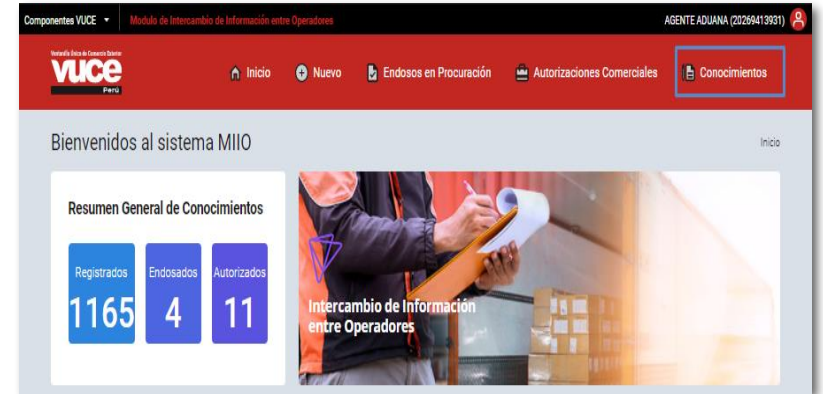 Componentes VUCE
Modulo de Intercambio de Información entre Operadores
AGENTE ADUANA (20269413931)
Ventanilla Única de Comercio Exterior
vuce
Perú
Inicio
Nuevo
Endosos en Procuración
Autorizaciones Comerciales
Conocimientos
Bienvenidos al sistema MIIO
Inicio
Resumen General de Conocimientos
Registrados
1165
Endosados
4
Autorizados
11
Intercambio de Información
entre Operadores